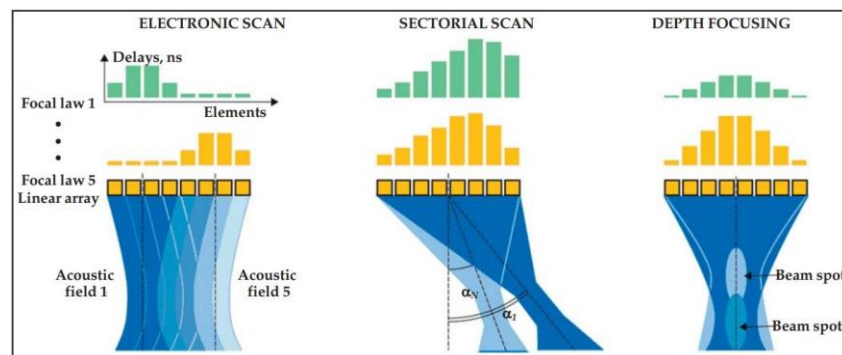 ELECTRONIC SCAN
SECTORIAL SCAN
DEPTH FOCUSING
Delays, ns
Focal law 1
Elements
Focal law 5
Linear array
Acoustic
field 1
Acoustic
field 5
αN
α1
Beam spot
Beam spot